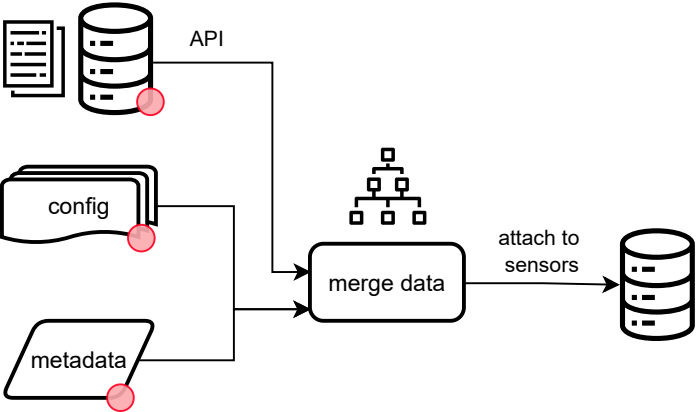 API
config
attach to
sensors
merge data
metadata